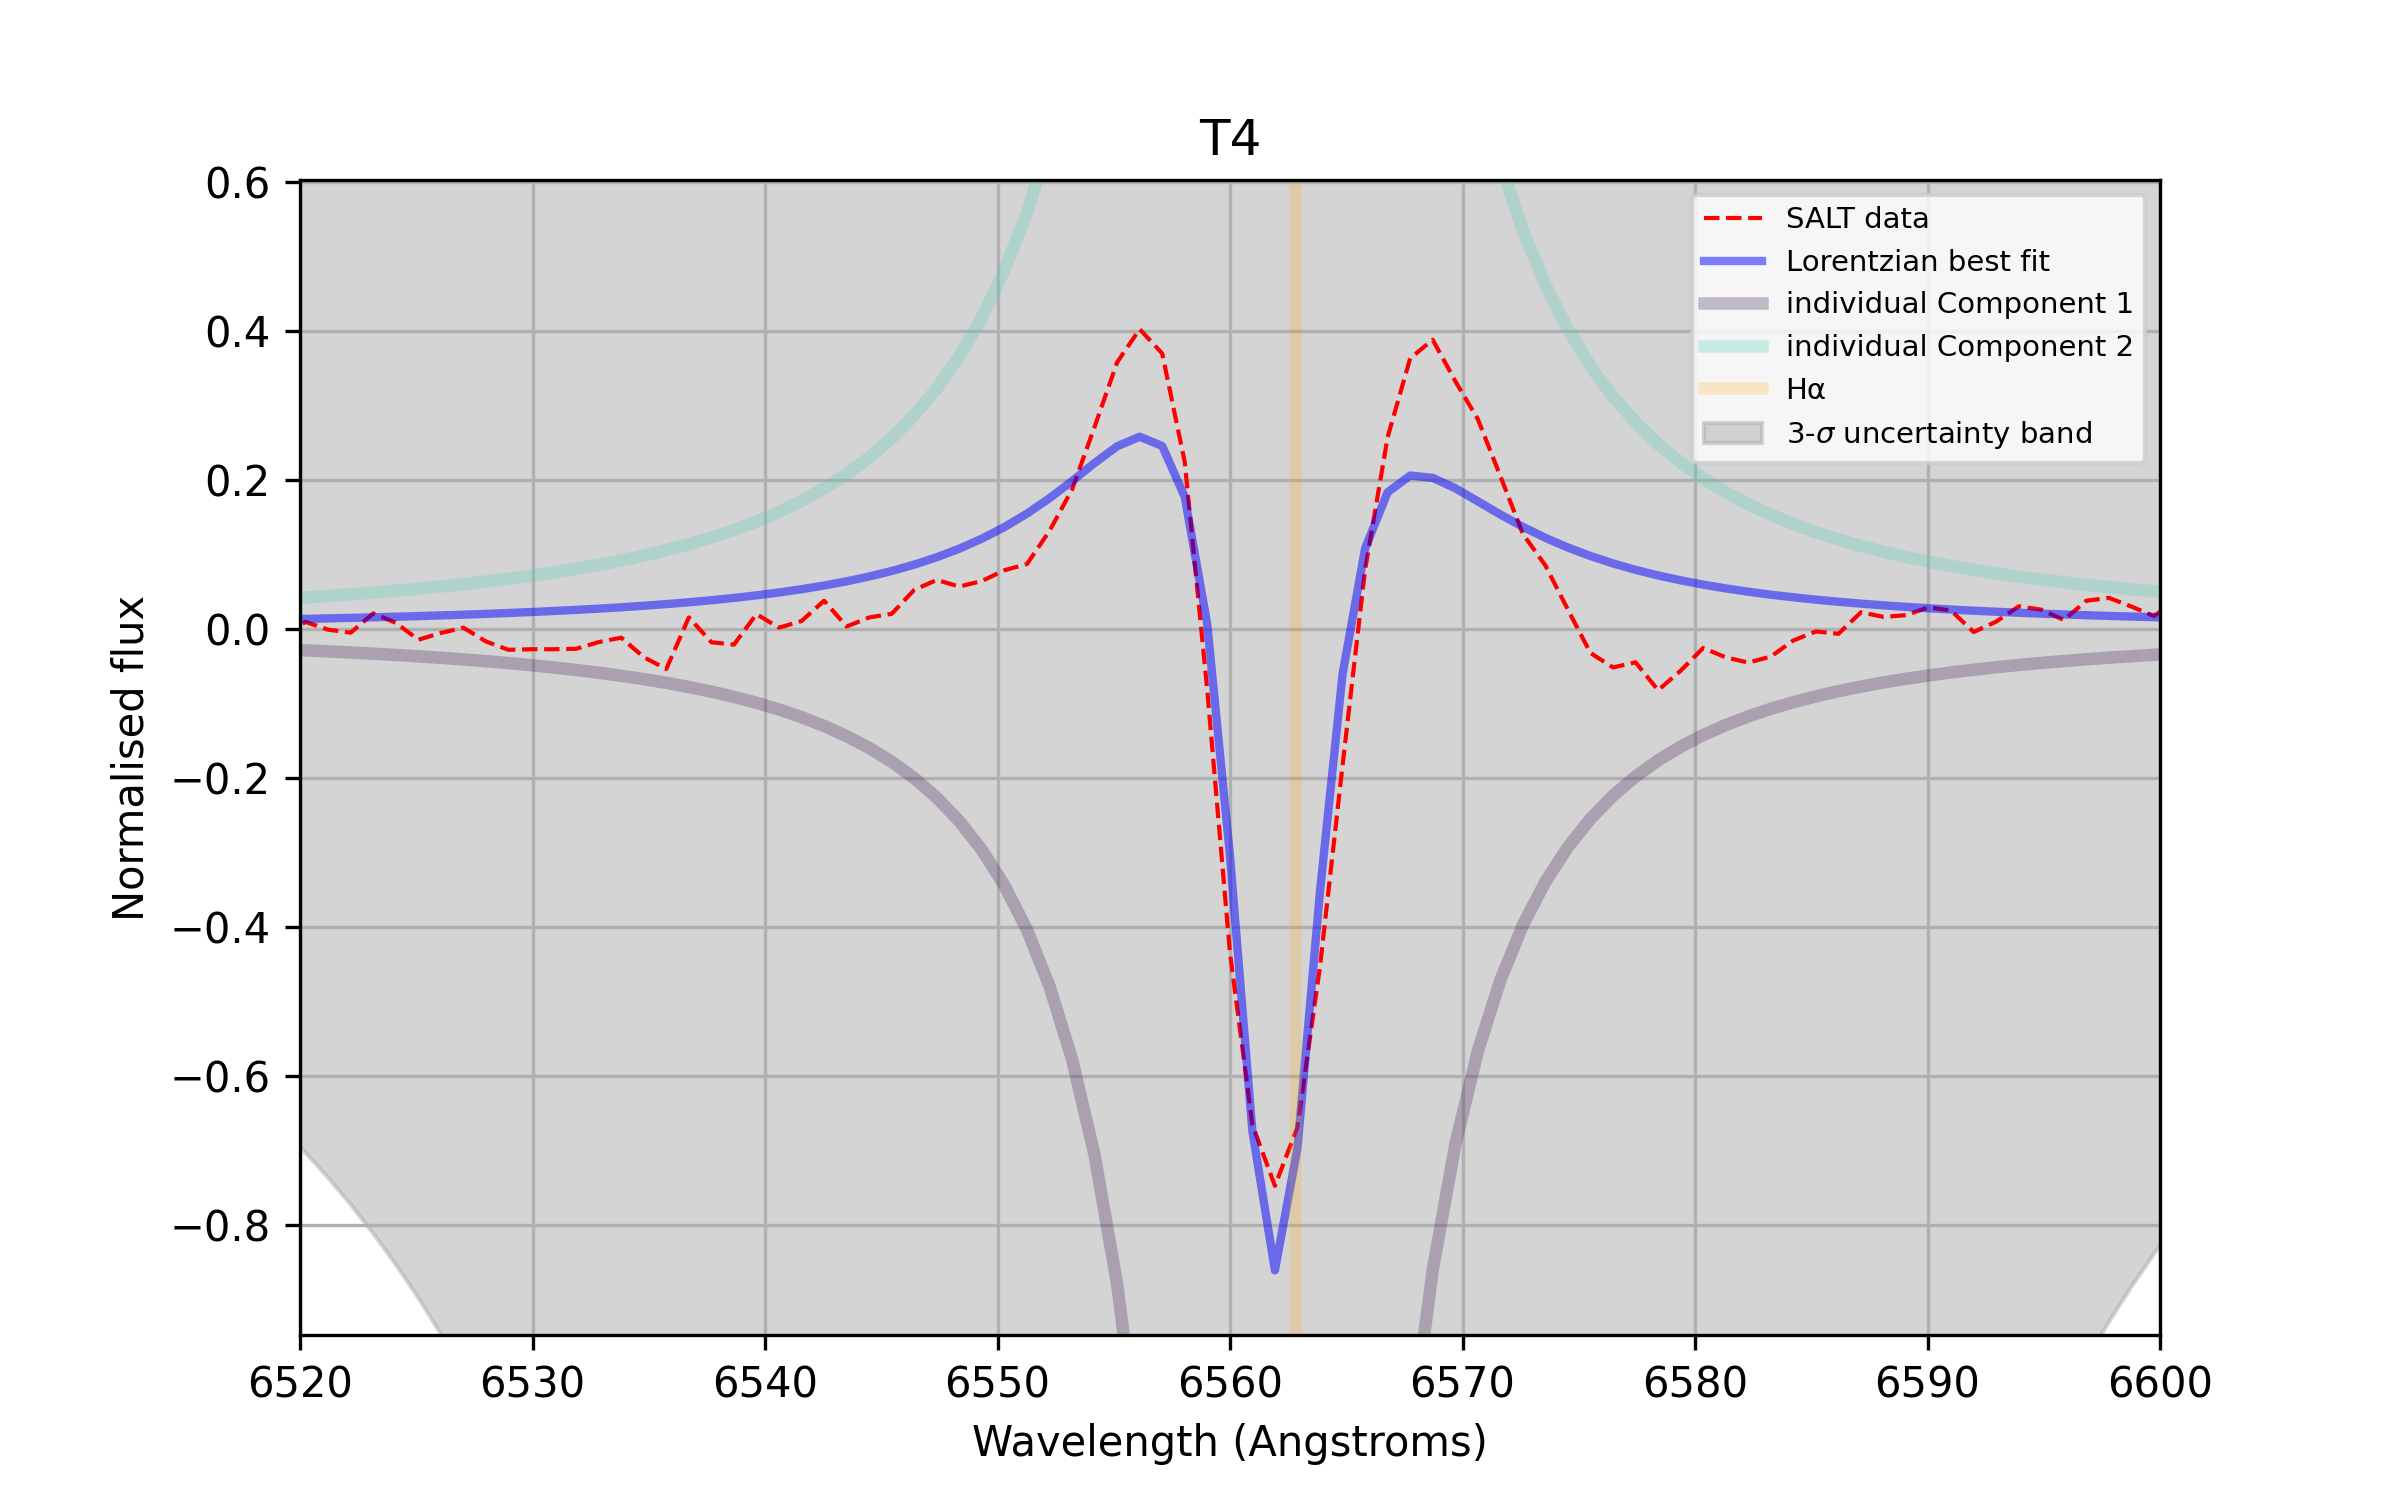 T4
0.6
0.4
0.2
0.0
−0.2
−0.4
−0.6
−0.8
Normalised flux
SALT data
Lorentzian best fit
individual Component 1
individual Component 2
Hα
3-σ uncertainty band
6520 6530 6540 6550 6560 6570 6580 6590 6600
Wavelength (Angstroms)